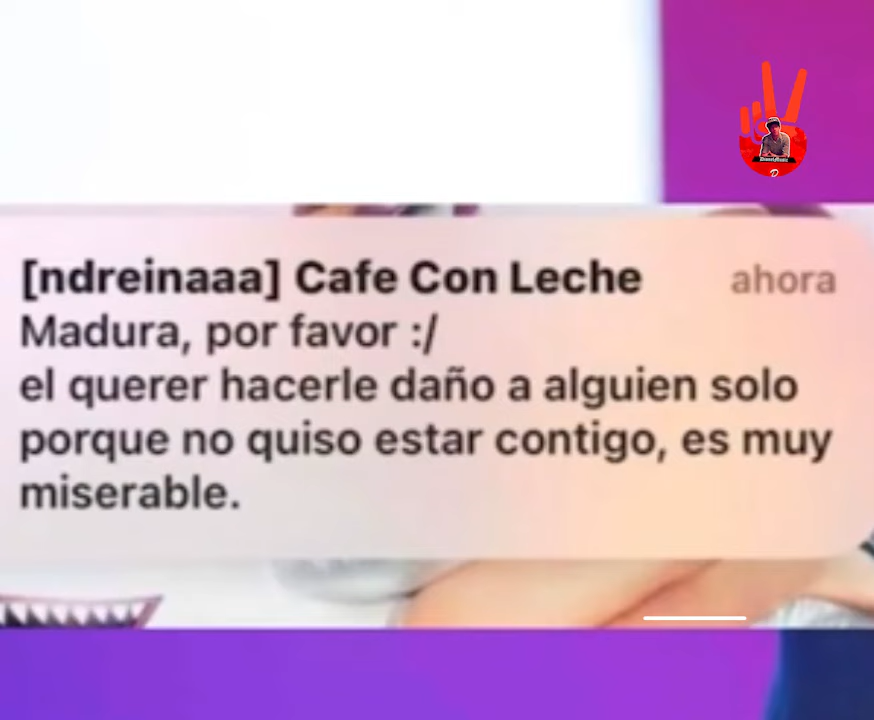 [ndreinaaa] Cafe Con Leche ahora
Madura, por favor :/
el querer hacerle daño a alguien solo
porque no quiso estar contigo, es muy
miserable.
D